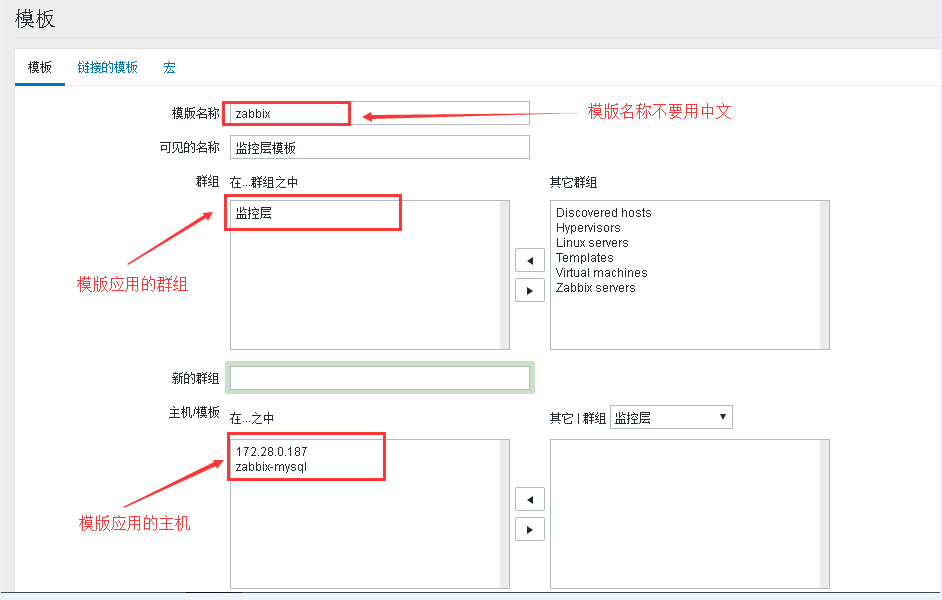 模板
模板 链接的模板 宏
模版名称 zabbix 模版名称不要用中文
可见的名称 监控层模板
群组 在...群组之中 其它群组
监控层 Discovered hosts
Hypervisors
Linux servers
Templates
模版应用的群组 Virtual machines
Zabbix servers
新的群组
主机/模板 在...之中 其它 | 群组 监控层
172.28.0.187
zabbix-mysql
模版应用的主机